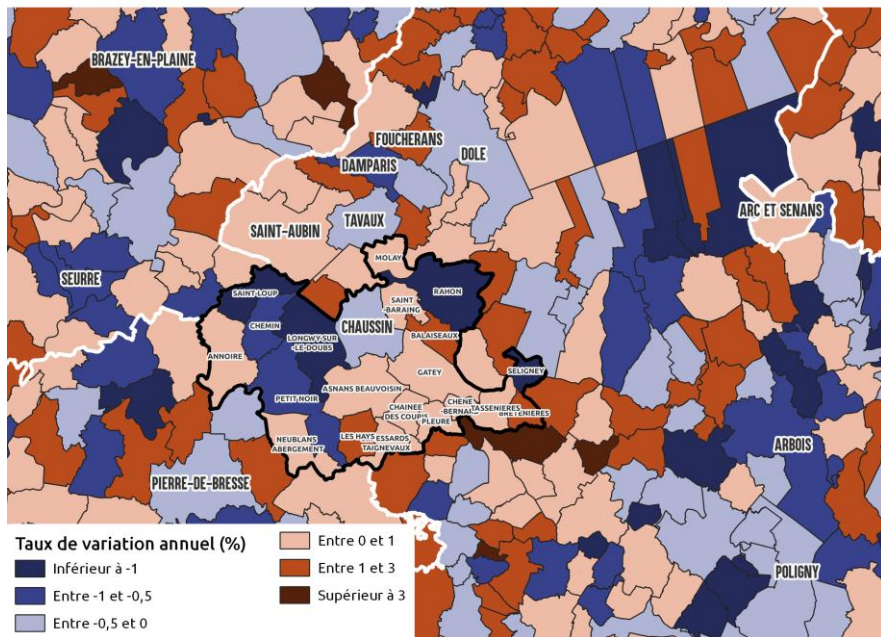 BRAZEY-EN-PLAINE
FOUCHERANS
DOLE
DAMPARIS
ARC ET SENANS
TAVAUX
SAINT-AUBIN
MOLAY
SEURRE
SAINT-LOUP
RAHON
SAINT
-BARAING
CHEMIN
CHAUSSIN
LONGWY-SUR
-LE-DOUBS
BALAISEAUX
ANNOIRE
GATEY
SELIGNEY
ASNANS BEAUVOISIN
PETIT NOIR
CHENE
-BERNARD
TASSENIERES
BRETENIERES
CHAINEE
DES COUPIS
PLEURE
NEUBLANS
ABERGEMENT
LES HAYS
ESSARDS
TAIGNEVAUX
ARBOIS
PIERRE-DE-BRESSE
POLIGNY
Taux de variation annuel (%)
Inférieur à -1
Entre -1 et -0,5
Entre -0,5 et 0
Entre 0 et 1
Entre 1 et 3
Supérieur à 3